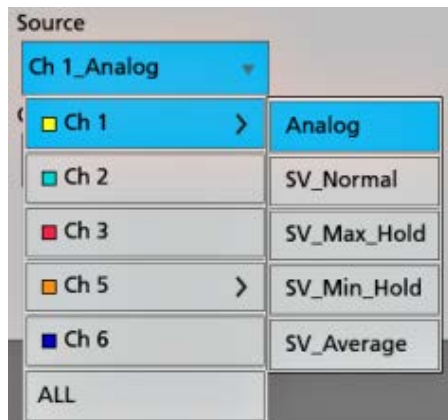 Source
Ch 1_Analog
Ch 1
Analog
Ch 2
SV_Normal
Ch 3
SV_Max_Hold
Ch 5
SV_Min_Hold
Ch 6
SV_Average
ALL